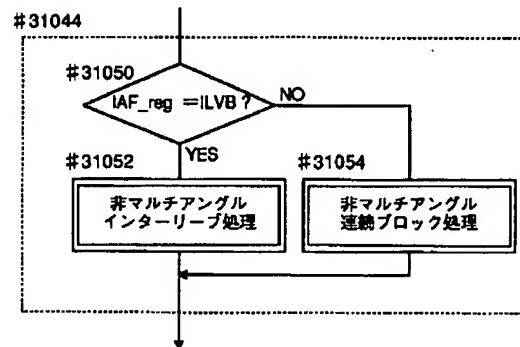 #31044
#31050
IAF_reg =ILVB ?
NO
YES
#31052
#31054
非マルチアングル
インターリーブ処理
非マルチアングル
連続ブロック処理